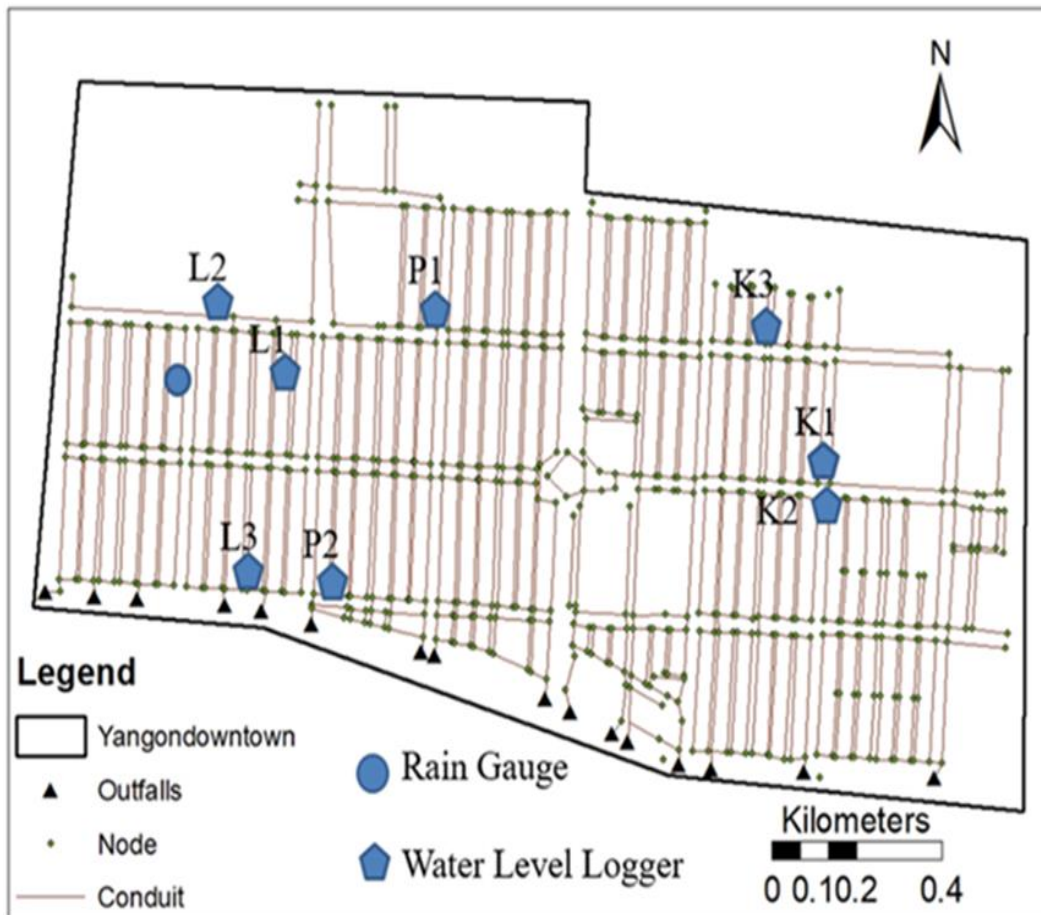 N
L2
P1
K3
L1
K1
K2
L3
P2
Legend
Yangondowntown
Outfalls
Node
Conduit
Rain Gauge
Water Level Logger
Kilometers
0 0.10.2 0.4